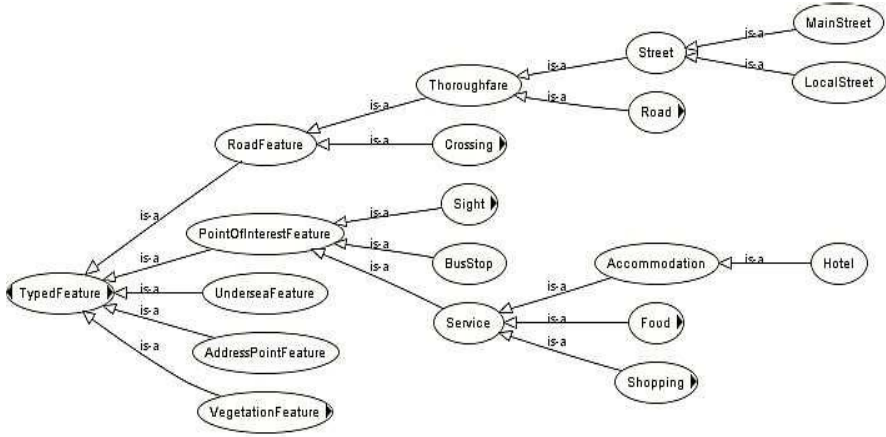 MainStreet
is-a
Street
is-a
LocalStreet
is-a
Thoroughfare
is-a
Road
is-a
RoadFeature
is-a
Crossing
is-a
Sight
is-a
is-a
PointOfInterestFeature
is-a
BusStop
is-a
Accommodation
is-a
Hotel
is-a
TypedFeature
is-a
UnderseaFeature
is-a
is-a
Service
is-a
Food
AddressPointFeature
is-a
is-a
Shopping
VegetationFeature